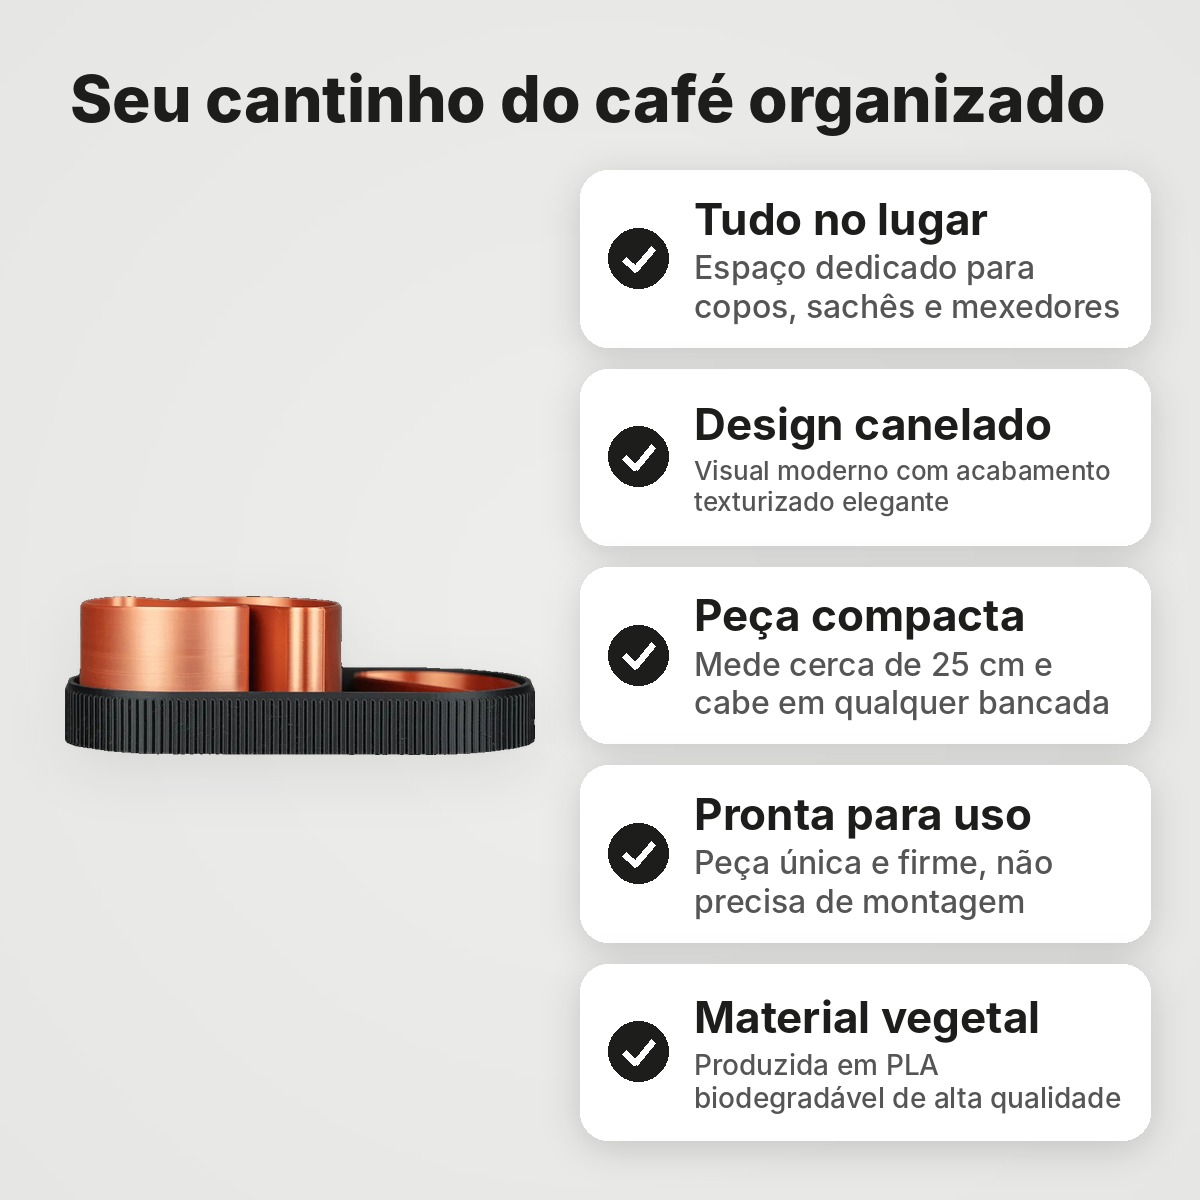 Seu cantinho do café organizado
Tudo no lugar
Espaço dedicado para
copos, sachês e mexedores
Design canelado
Visual moderno com acabamento
texturizado elegante
Peça compacta
Mede cerca de 25 cm e
cabe em qualquer bancada
Pronta para uso
Peça única e firme, não
precisa de montagem
Material vegetal
Produzida em PLA
biodegradável de alta qualidade